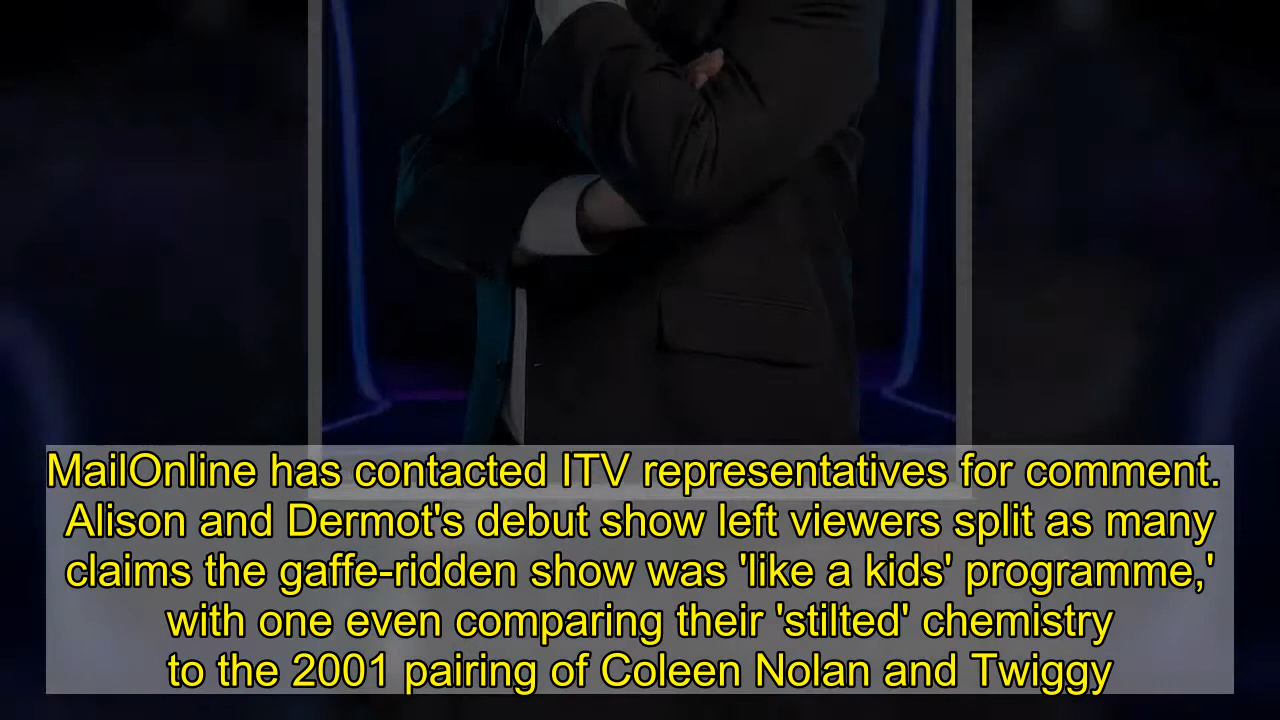 MailOnline has contacted ITV representatives for comment.
Alison and Dermot's debut show left viewers split as many
claims the gaffe-ridden show was 'like a kids' programme,'
with one even comparing their 'stilted' chemistry
to the 2001 pairing of Coleen Nolan and Twiggy